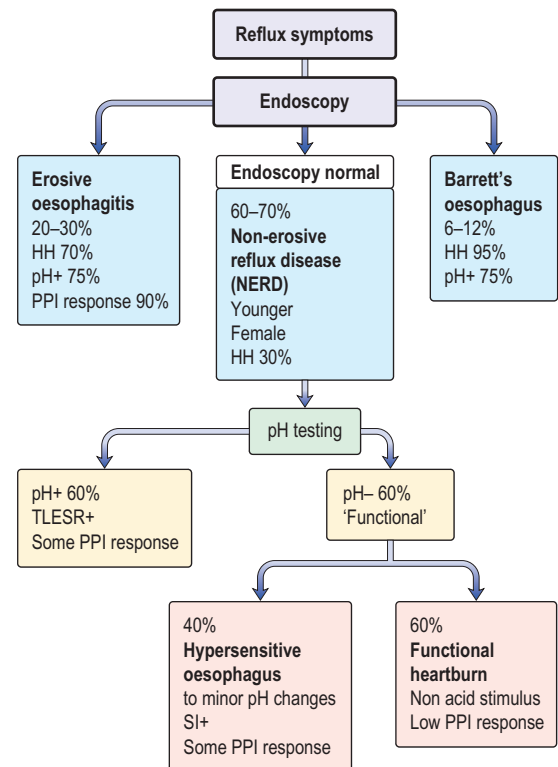 Reflux symptoms
Endoscopy
Erosive
oesophagitis
20–30%
HH 70%
pH+ 75%
PPI response 90%
Endoscopy normal
60–70%
Non-erosive
reflux disease
(NERD)
Younger
Female
HH 30%
Barrett's
oesophagus
6–12%
HH 95%
pH+ 75%
pH testing
pH+ 60%
TLESR+
Some PPI response
pH– 60%
‘Functional’
40%
Hypersensitive
oesophagus
to minor pH changes
SI+
Some PPI response
60%
Functional
heartburn
Non acid stimulus
Low PPI response